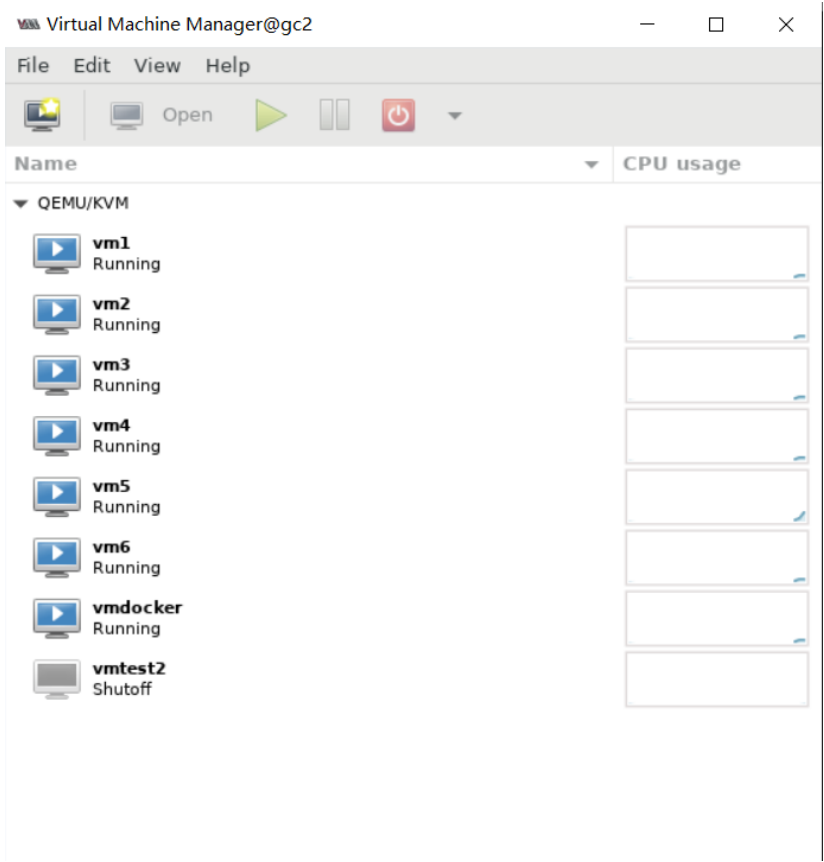 Virtual Machine Manager@gc2
File Edit View Help
Open
Name CPU usage
QEMU/KVM
vm1
Running
vm2
Running
vm3
Running
vm4
Running
vm5
Running
vm6
Running
vmdocker
Running
vmtest2
Shutoff